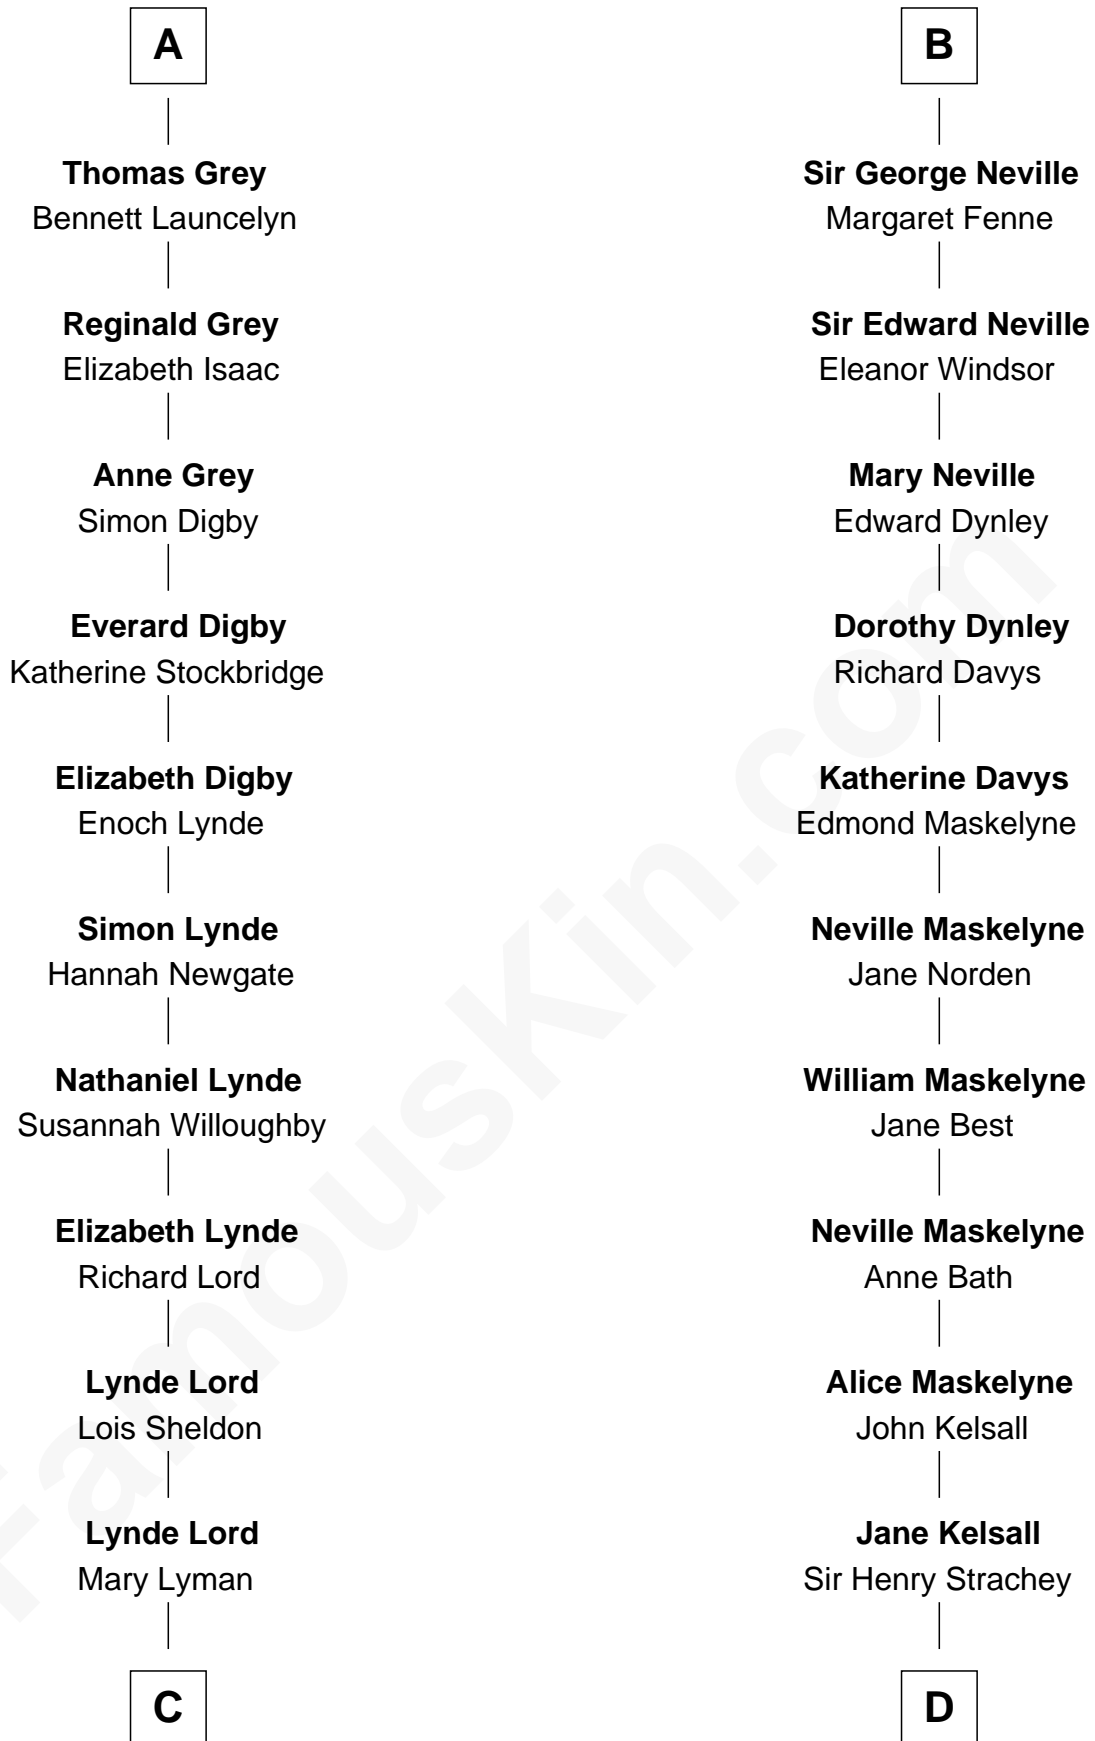 A
Thomas Grey
Bennett Launcelyn
Reginald Grey
Elizabeth Isaac
Anne Grey
Simon Digby
Everard Digby
Katherine Stockbridge
Elizabeth Digby
Enoch Lynde
Simon Lynde
Hannah Newgate
Nathaniel Lynde
Susannah Willoughby
Elizabeth Lynde
Richard Lord
Lynde Lord
Lois Sheldon
Lynde Lord
Mary Lyman
C
B
Sir George Neville
Margaret Fenne
Sir Edward Neville
Eleanor Windsor
Mary Neville
Edward Dynley
Dorothy Dynley
Richard Davys
Katherine Davys
Edmond Maskelyne
Neville Maskelyne
Jane Norden
William Maskelyne
Jane Best
Neville Maskelyne
Anne Bath
Alice Maskelyne
John Kelsall
Jane Kelsall
Sir Henry Strachey
D
FamousKin.com